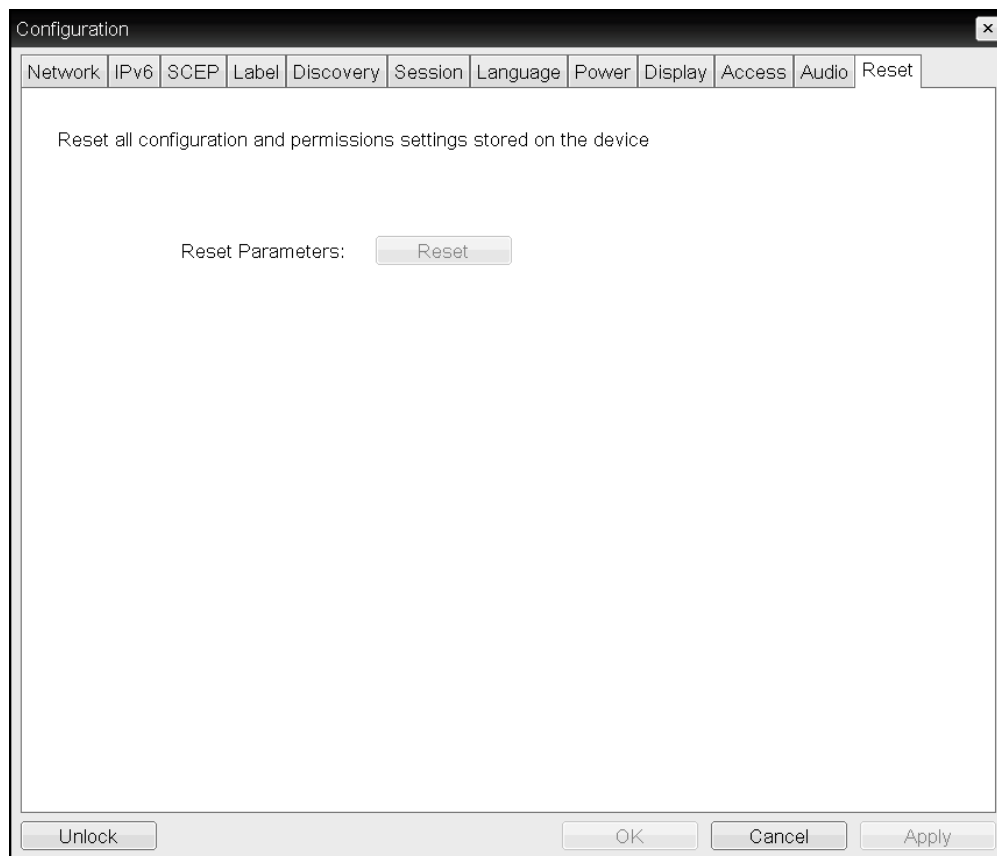 Configuration
Network IPv6 SCEP Label Discovery Session Language Power Display Access Audio Reset
Reset all configuration and permissions settings stored on the device
Reset Parameters: Reset
Unlock OK Cancel Apply